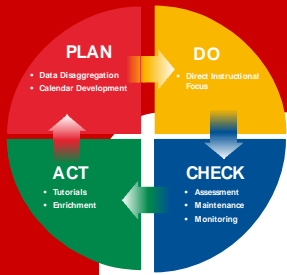 PLAN
• Data Disaggregation
• Calendar Development
DO
• Direct Instructional
Focus
ACT
• Tutorials
• Enrichment
CHECK
• Assessment
• Maintenance
• Monitoring